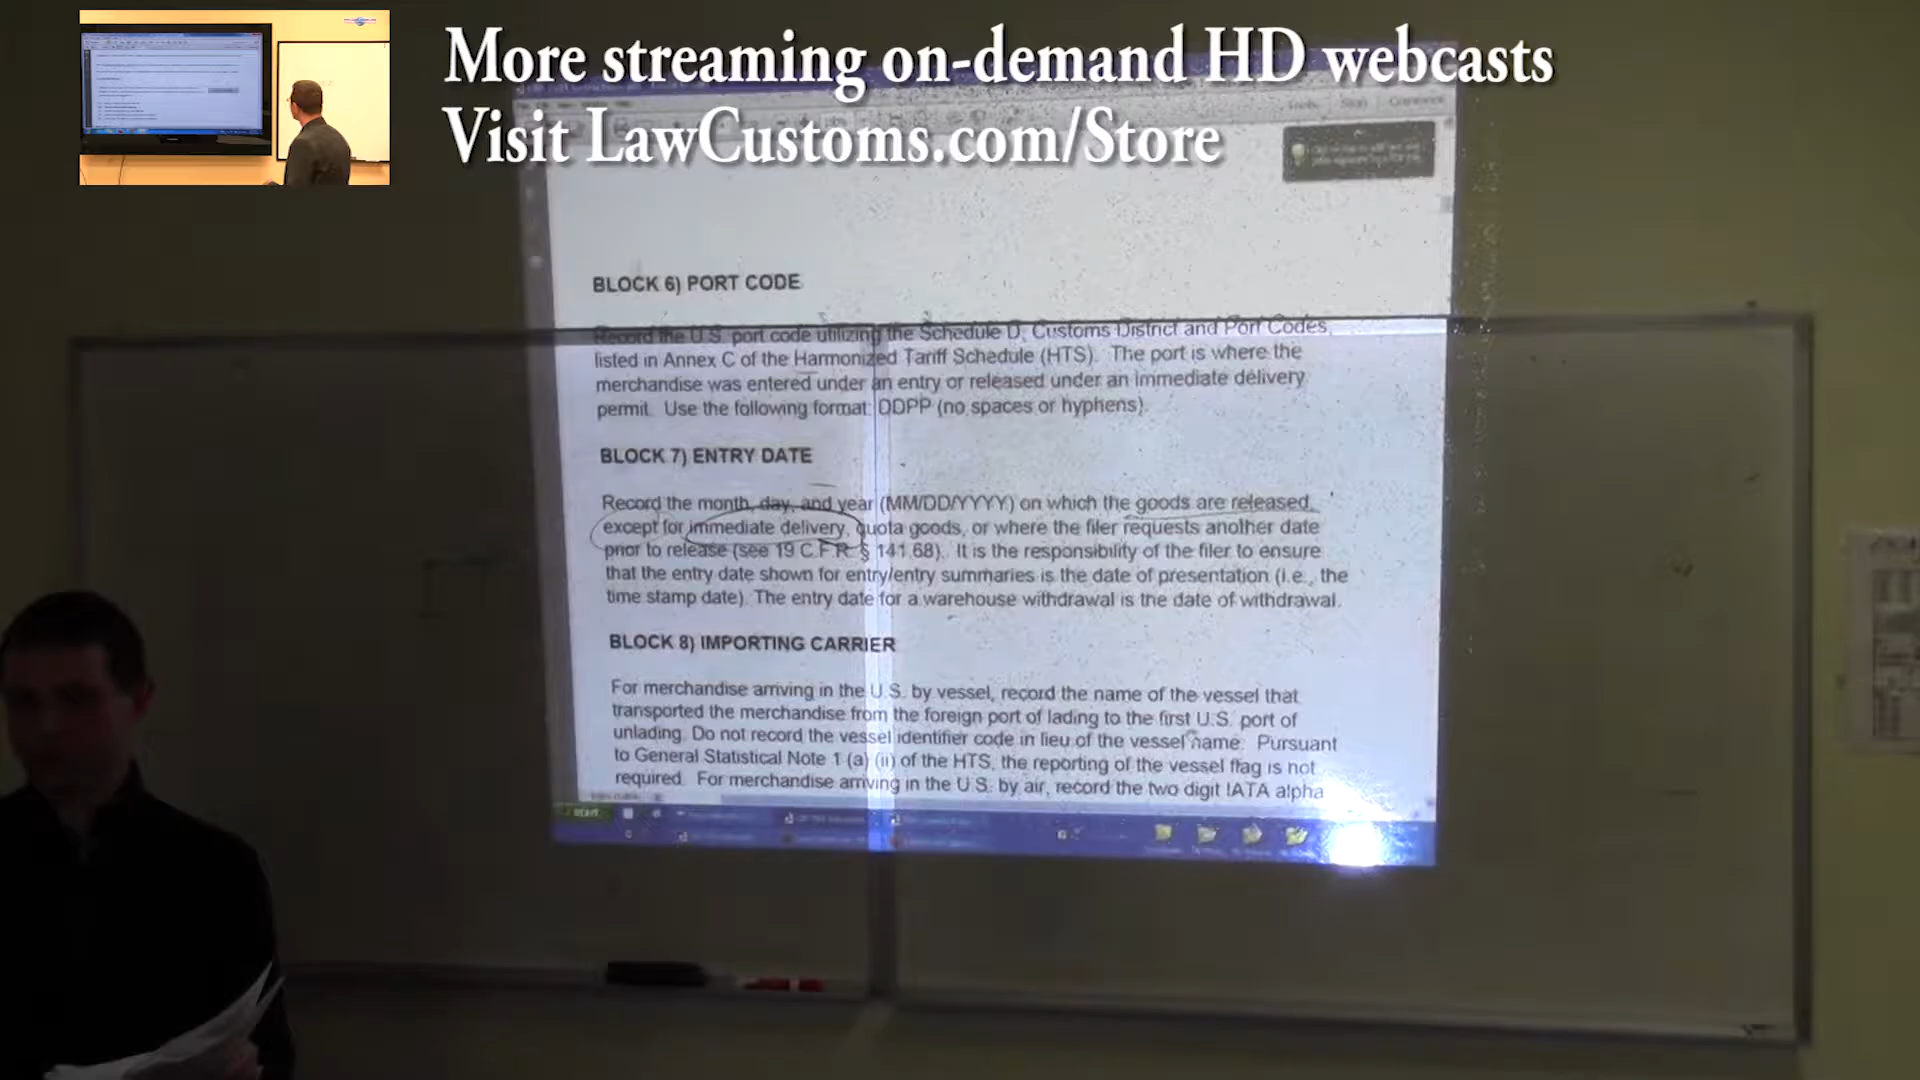 More streaming on-demand HD webcasts
Visit LawCustoms.com/Store
Tools Sign Comment
BLOCK 6) PORT CODE
Record the U.S. port code utilizing the Schedule D, Customs District and Port Codes,
listed in Annex C of the Harmonized Tariff Schedule (HTS). The port is where the
merchandise was entered under an entry or released under an immediate delivery
permit. Use the following format: DDPP (no spaces or hyphens).
BLOCK 7) ENTRY DATE
Record the month, day, and year (MM/DD/YYYY) on which the goods are released,
except for immediate delivery, quota goods, or where the filer requests another date
prior to release (see 19 C.F.R. § 141.68). It is the responsibility of the filer to ensure
that the entry date shown for entry/entry summaries is the date of presentation (i.e., the
time stamp date). The entry date for a warehouse withdrawal is the date of withdrawal.
BLOCK 8) IMPORTING CARRIER
For merchandise arriving in the U.S. by vessel, record the name of the vessel that
transported the merchandise from the foreign port of lading to the first U.S. port of
unlading. Do not record the vessel identifier code in lieu of the vessel name. Pursuant
to General Statistical Note 1 (a) (ii) of the HTS, the reporting of the vessel flag is not
required. For merchandise arriving in the U.S. by air, record the two digit IATA alpha
start